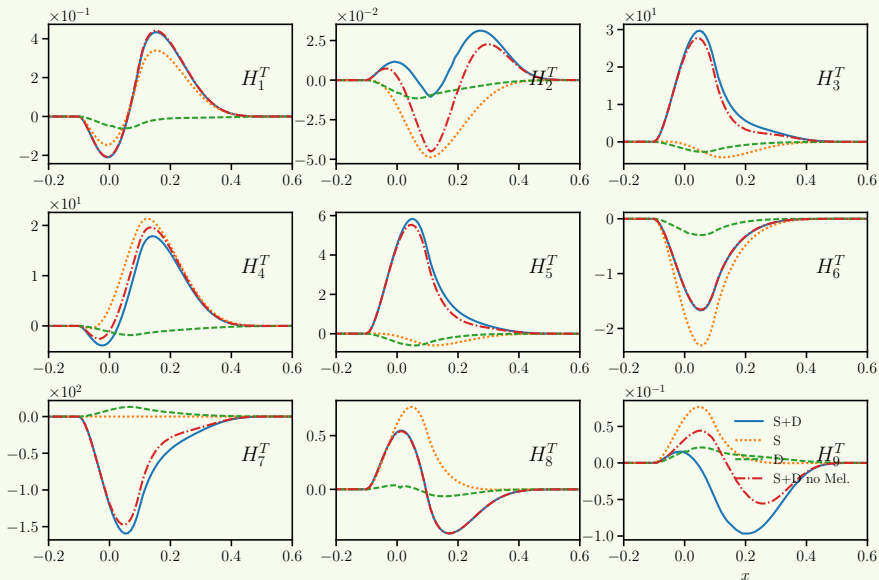 ×10⁻¹ ×10⁻² ×10¹
4 2.5 3
2 0.0 2
0 −2.5 1
−2 −5.0 0
H₁ᵀ H₂ᵀ H₃ᵀ
−0.2 0.0 0.2 0.4 0.6 −0.2 0.0 0.2 0.4 0.6 −0.2 0.0 0.2 0.4 0.6
×10¹
2 6 0
1 4 −1
0 2 −2
0
H₄ᵀ H₅ᵀ H₆ᵀ
−0.2 0.0 0.2 0.4 0.6 −0.2 0.0 0.2 0.4 0.6 −0.2 0.0 0.2 0.4 0.6
×10² ×10⁻¹
0.0 0.5 0.5
−0.5 0.0 0.0
−1.0 −0.5
−1.5 −1.0
H₇ᵀ H₈ᵀ H₉ᵀ
S+D
S
D
S+D no Mel.
−0.2 0.0 0.2 0.4 0.6 −0.2 0.0 0.2 0.4 0.6 −0.2 0.0 0.2 0.4 0.6
x